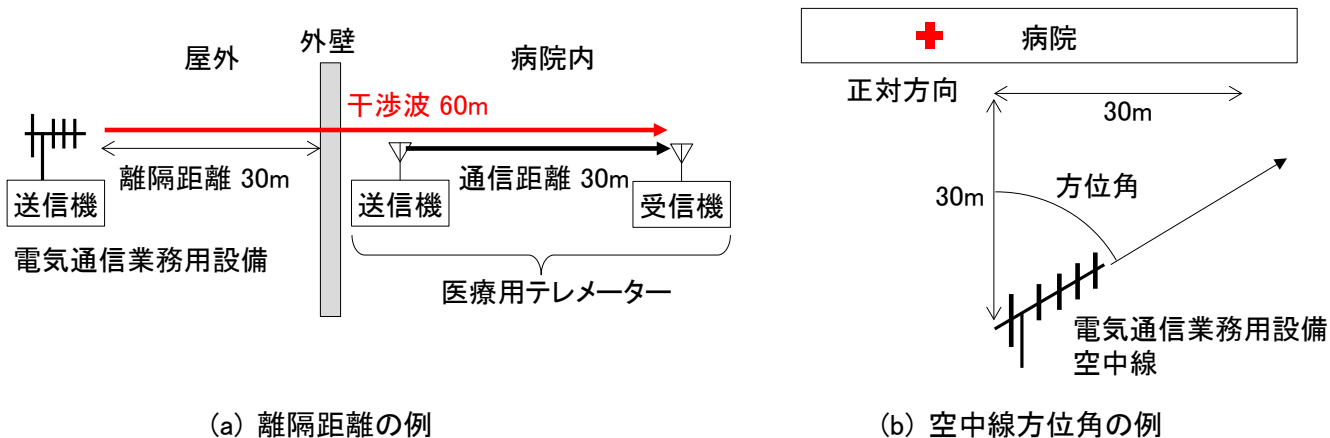 屋外
外壁
病院内
干渉波 60m
離隔距離 30m
通信距離 30m
送信機
送信機
受信機
電気通信業務用設備
医療用テレメーター
(a) 離隔距離の例
病院
正対方向
30m
30m
方位角
電気通信業務用設備
空中線
(b) 空中線方位角の例